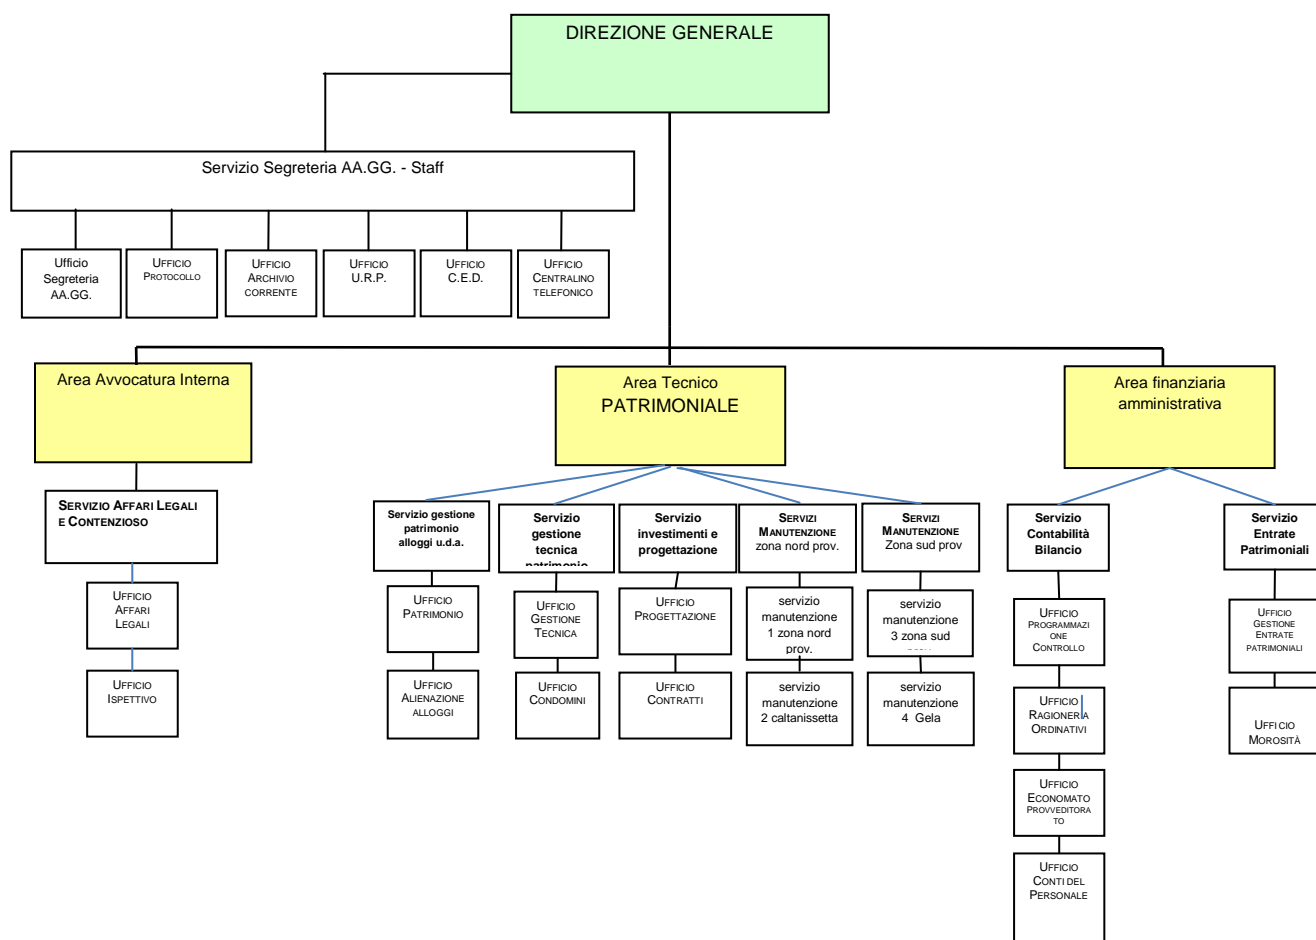 DIREZIONE GENERALE
Servizio Segreteria AA.GG. - Staff
Ufficio
Segreteria
AA.GG.
UFFICIO
PROTOCOLLO
UFFICIO
ARCHIVIO
CORRENTE
UFFICIO
U.R.P.
UFFICIO
C.E.D.
UFFICIO
CENTRALINO
TELEFONICO
Area Avvocatura Interna
Area Tecnico
PATRIMONIALE
Area finanziaria
amministrativa
SERVIZIO AFFARI LEGALI
E CONTENZIOSO
UFFICIO
AFFARI
LEGALI
UFFICIO
ISPETTIVO
Servizio gestione
patrimonio
alloggi u.d.a.
UFFICIO
PATRIMONIO
UFFICIO
ALIENAZIONE
ALLOGGI
Servizio
gestione
tecnica
patrimonio
UFFICIO
GESTIONE
TECNICA
UFFICIO
CONDOMINI
Servizio
investimenti e
progettazione
UFFICIO
PROGETTAZIONE
UFFICIO
CONTRATTI
SERVIZI
MANUTENZIONE
zona nord prov.
servizio
manutenzione
1 zona nord
prov.
servizio
manutenzione
2 caltanissetta
SERVIZI
MANUTENZIONE
Zona sud prov
servizio
manutenzione
3 zona sud
servizio
manutenzione
4 Gela
Servizio
Contabilità
Bilancio
UFFICIO
PROGRAMMAZI
ONE
CONTROLLO
UFFICIO
RAGIONERIA
ORDINATIVI
UFFICIO
ECONOMATO
PROVVEDITORA
TO
UFFICIO
CONTI DEL
PERSONALE
Servizio
Entrate
Patrimoniali
UFFICIO
GESTIONE
ENTRATE
PATRIMONIALI
UFFICIO
MOROSITÀ